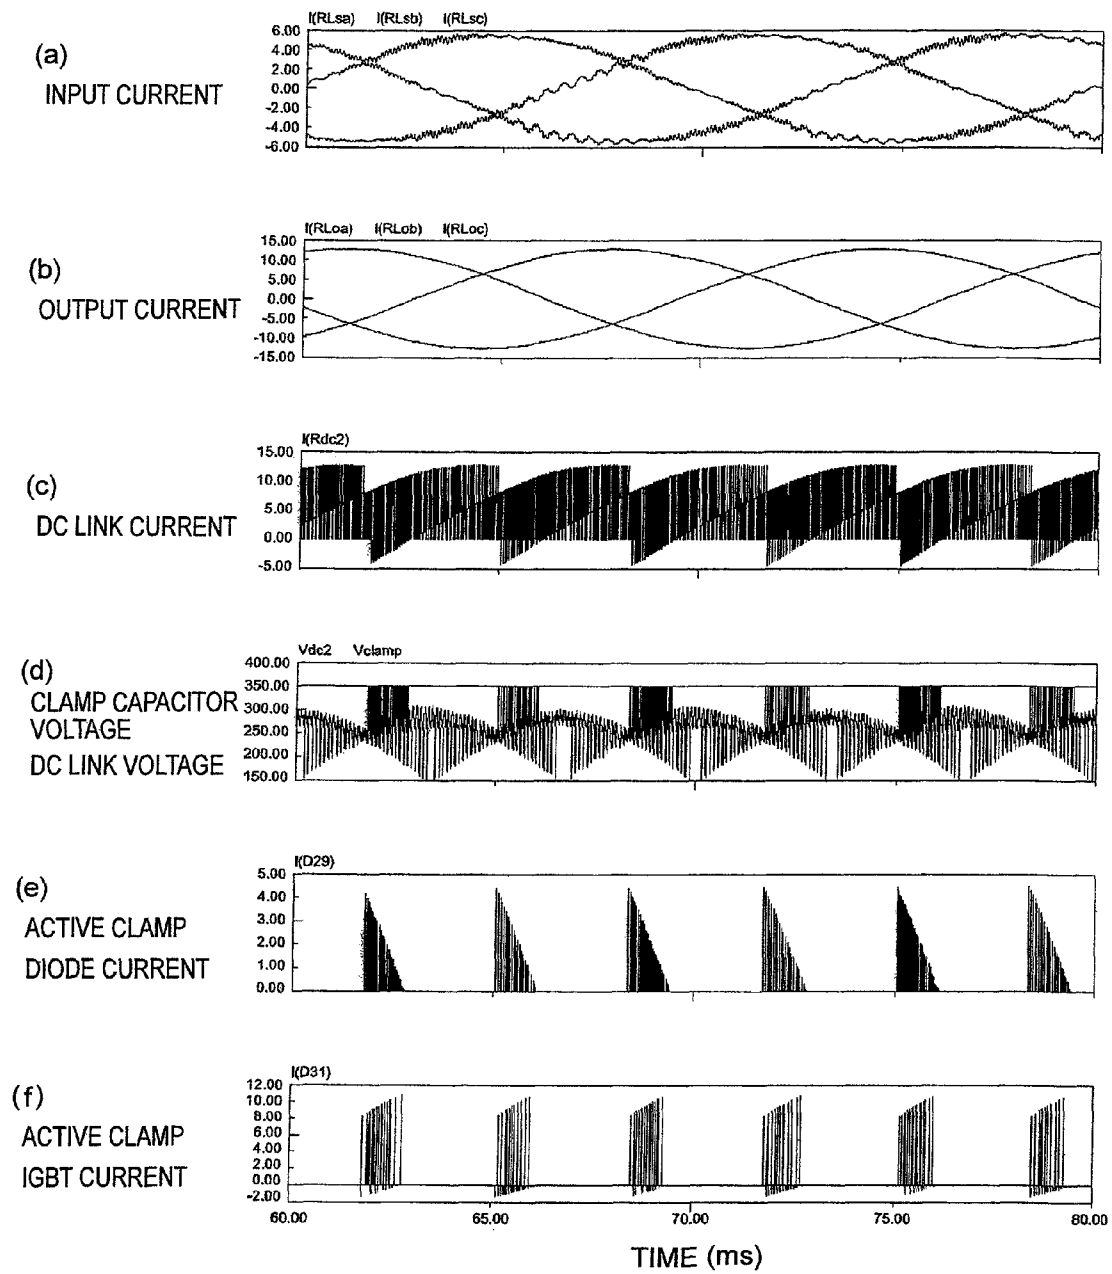 I(RLsa) I(RLsb) I(RLsc)
(a)
INPUT CURRENT
6.00
4.00
2.00
0.00
-2.00
-4.00
-6.00
I(RLoa) I(RLob) I(RLoc)
(b)
OUTPUT CURRENT
15.00
10.00
5.00
0.00
-5.00
-10.00
-15.00
I(Rdc2)
(c)
DC LINK CURRENT
15.00
10.00
5.00
0.00
-5.00
Vdc2 Vclamp
(d)
CLAMP CAPACITOR
VOLTAGE
DC LINK VOLTAGE
400.00
350.00
300.00
250.00
200.00
150.00
I(D29)
(e)
ACTIVE CLAMP
DIODE CURRENT
5.00
4.00
3.00
2.00
1.00
0.00
I(D31)
(f)
ACTIVE CLAMP
IGBT CURRENT
12.00
10.00
8.00
6.00
4.00
2.00
0.00
-2.00
60.00 65.00 70.00 75.00 80.00
TIME (ms)